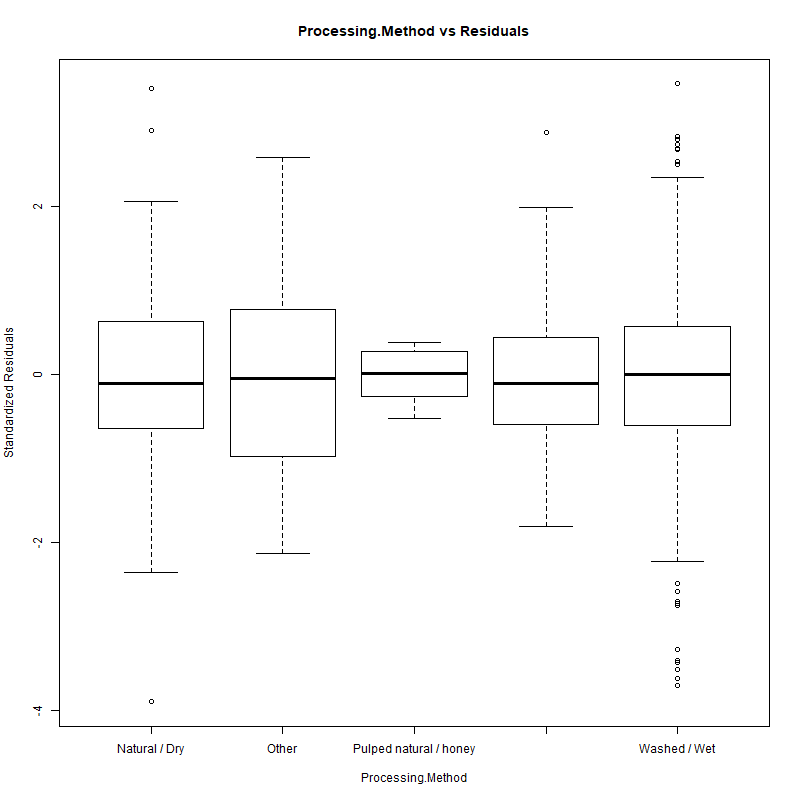 Processing.Method vs Residuals
Standardized Residuals
2
0
-2
-4
Natural / Dry
Other
Pulped natural / honey
Washed / Wet
Processing.Method